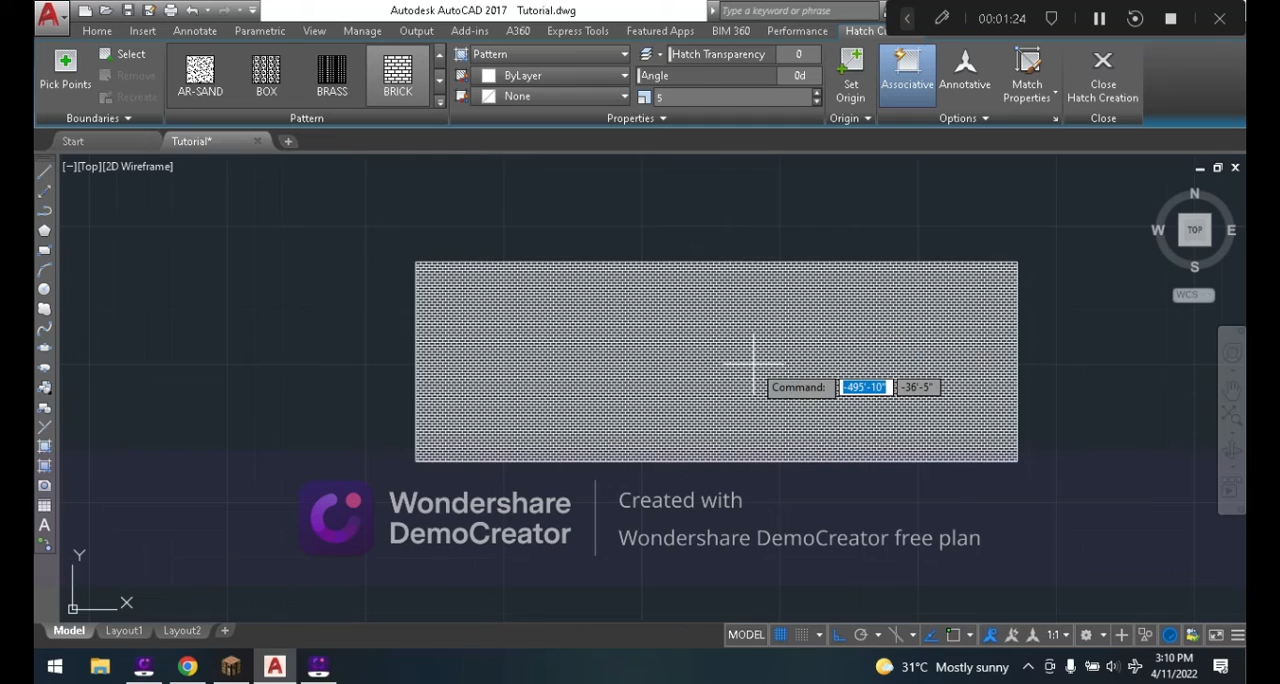 Autodesk AutoCAD 2017 Tutorial.dwg
Type a keyword or phrase
00:01:24
Home Insert Annotate Parametric View Manage Output Add-ins A360 Express Tools Featured Apps BIM 360 Performance
Pick Points
Select
Remove
Recreate
Boundaries
AR-SAND
BOX
BRASS
BRICK
Pattern
Pattern
ByLayer
None
Hatch Transparency 0
Angle 0d
5
Properties
Set
Origin
Origin
Associative
Annotative
Match
Properties
Options
Close
Hatch Creation
Close
Start
Tutorial*
[−][Top][2D Wireframe]
N
W TOP E
S
WCS
Command: -495'-10" -36'-5"
Wondershare
DemoCreator
Created with
Wondershare DemoCreator free plan
Y
X
Model Layout1 Layout2
MODEL
1:1
31°C Mostly sunny
3:10 PM
4/11/2022